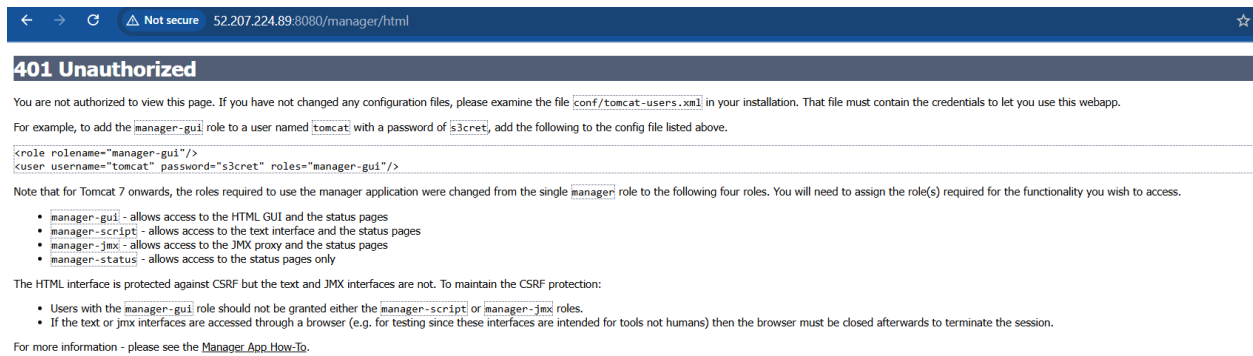 Not secure 52.207.224.89:8080/manager/html
401 Unauthorized
You are not authorized to view this page. If you have not changed any configuration files, please examine the file conf/tomcat-users.xml in your installation. That file must contain the credentials to let you use this webapp.
For example, to add the manager-gui role to a user named tomcat with a password of s3cret, add the following to the config file listed above.
<role rolename="manager-gui"/>
<user username="tomcat" password="s3cret" roles="manager-gui"/>
Note that for Tomcat 7 onwards, the roles required to use the manager application were changed from the single manager role to the following four roles. You will need to assign the role(s) required for the functionality you wish to access.
• manager-gui - allows access to the HTML GUI and the status pages
• manager-script - allows access to the text interface and the status pages
• manager-jmx - allows access to the JMX proxy and the status pages
• manager-status - allows access to the status pages only
The HTML interface is protected against CSRF but the text and JMX interfaces are not. To maintain the CSRF protection:
• Users with the manager-gui role should not be granted either the manager-script or manager-jmx roles.
• If the text or jmx interfaces are accessed through a browser (e.g. for testing since these interfaces are intended for tools not humans) then the browser must be closed afterwards to terminate the session.
For more information - please see the Manager App How-To.